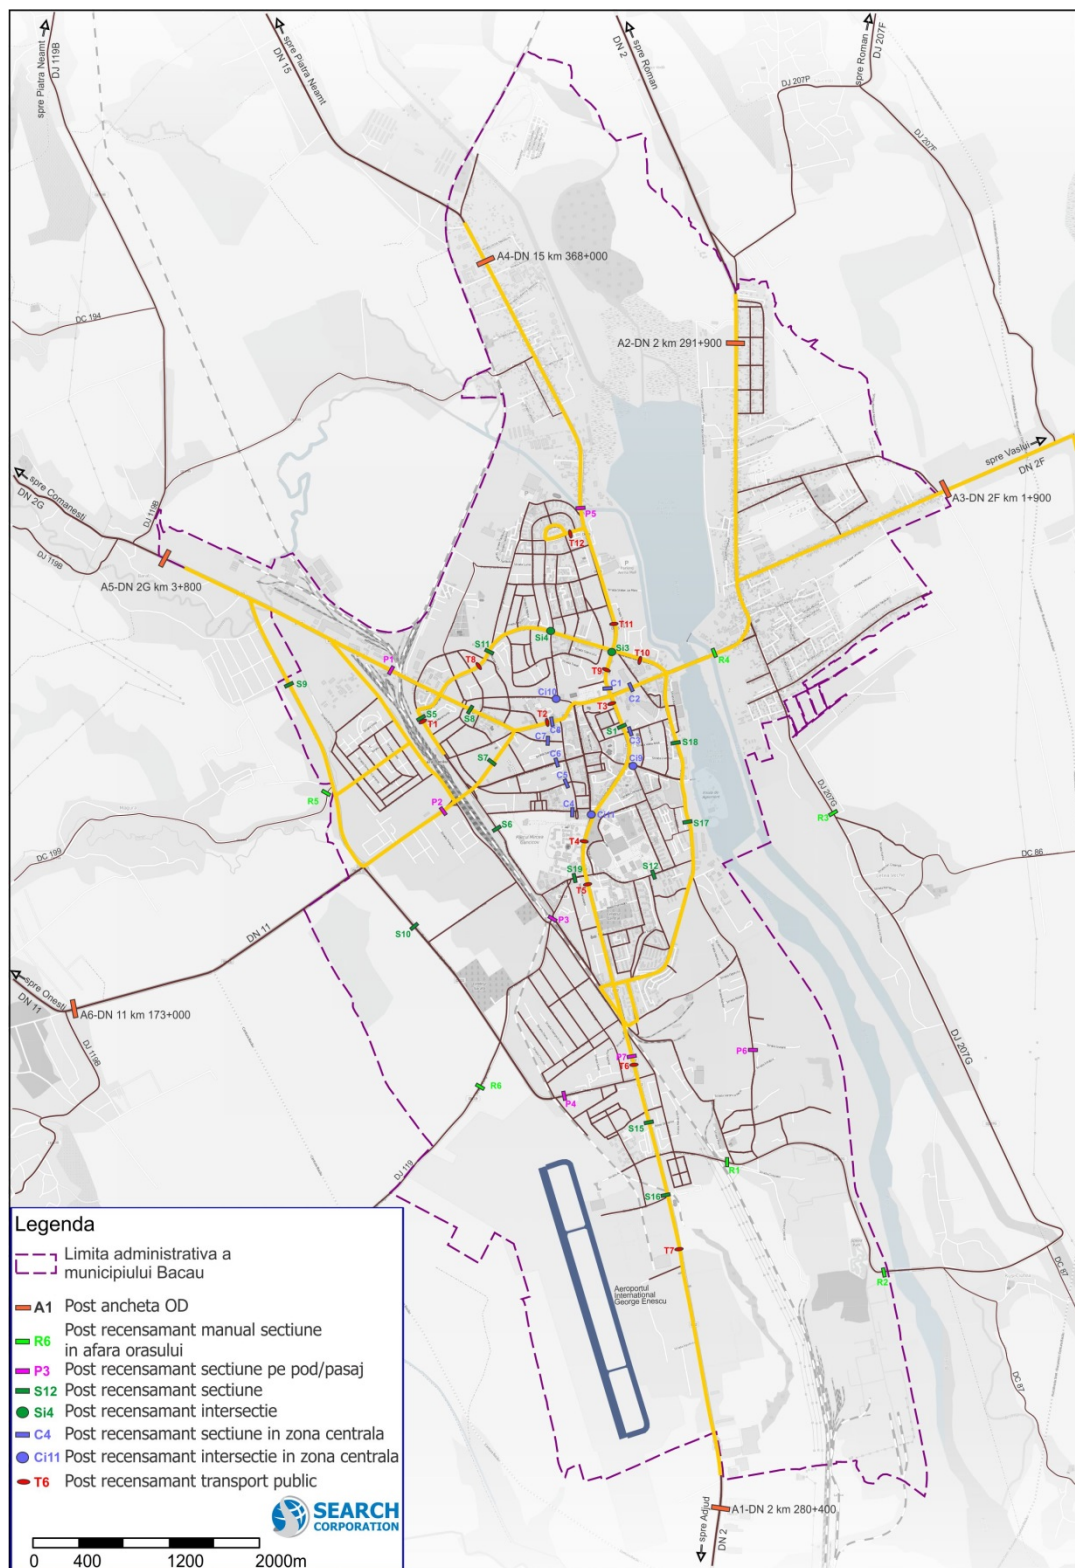 spre Piatra Neamt
DJ 119B
spre Piatra Neamt
DN 15
spre Roman
DN 2
spre Roman
DJ 207F
DJ 207P
DJ 207F
A4-DN 15 km 368+000
DC 194
A2-DN 2 km 291+900
spre Vaslui
DN 2F
A3-DN 2F km 1+900
spre Comanesti
DN 2G
DJ 119B
DJ 119B
A5-DN 2G km 3+800
P5
T12
T11
Si4
Si3
S11
T10
R4
T8
P1
T9
C1
C2
S9
Ci10
T3
S5
T1
S8
T2
C8
S1
C3
S18
C7
S7
C6
Ci9
C5
R5
P2
C4
Ci11
S17
R3
DJ 207G
S6
T4
DC 199
DC 86
S19
S12
T5
P3
DN 11
S10
spre Onesti
DN 11
A6-DN 11 km 173+000
DJ 119B
P7
T6
P6
DJ 207G
R6
P4
S15
R1
DJ 119
S16
T7
R2
DC 87
Aeroportul
International
George Enescu
DC 87
spre Adjud
DN 2
A1-DN 2 km 280+400
Legenda
Limita administrativa a
municipiului Bacau
A1 Post ancheta OD
R6 Post recensamant manual sectiune
in afara orasului
P3 Post recensamant sectiune pe pod/pasaj
S12 Post recensamant sectiune
Si4 Post recensamant intersectie
C4 Post recensamant sectiune in zona centrala
Ci11 Post recensamant intersectie in zona centrala
T6 Post recensamant transport public
SEARCH
CORPORATION
0 400 1200 2000m